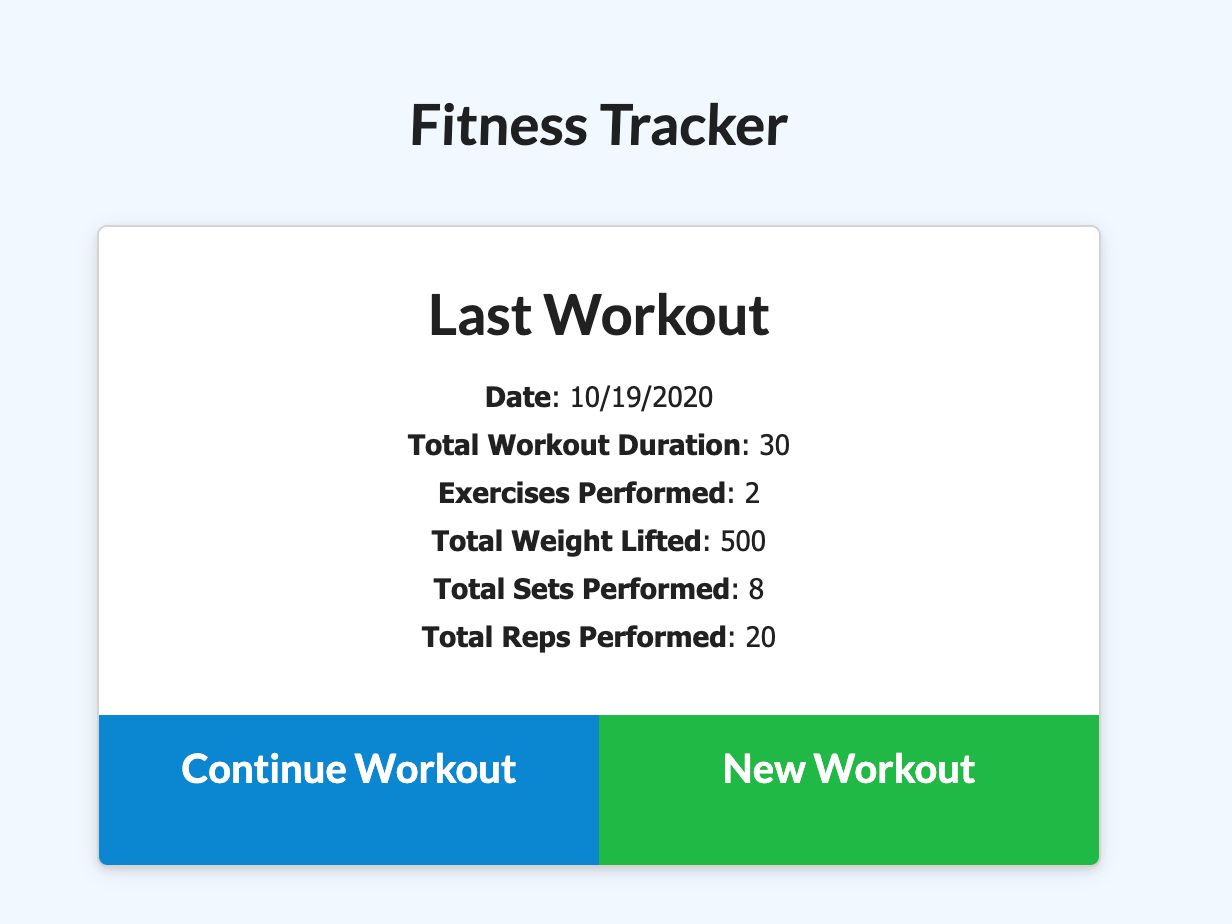 Fitness Tracker
Last Workout
Date: 10/19/2020
Total Workout Duration: 30
Exercises Performed: 2
Total Weight Lifted: 500
Total Sets Performed: 8
Total Reps Performed: 20
Continue Workout
New Workout